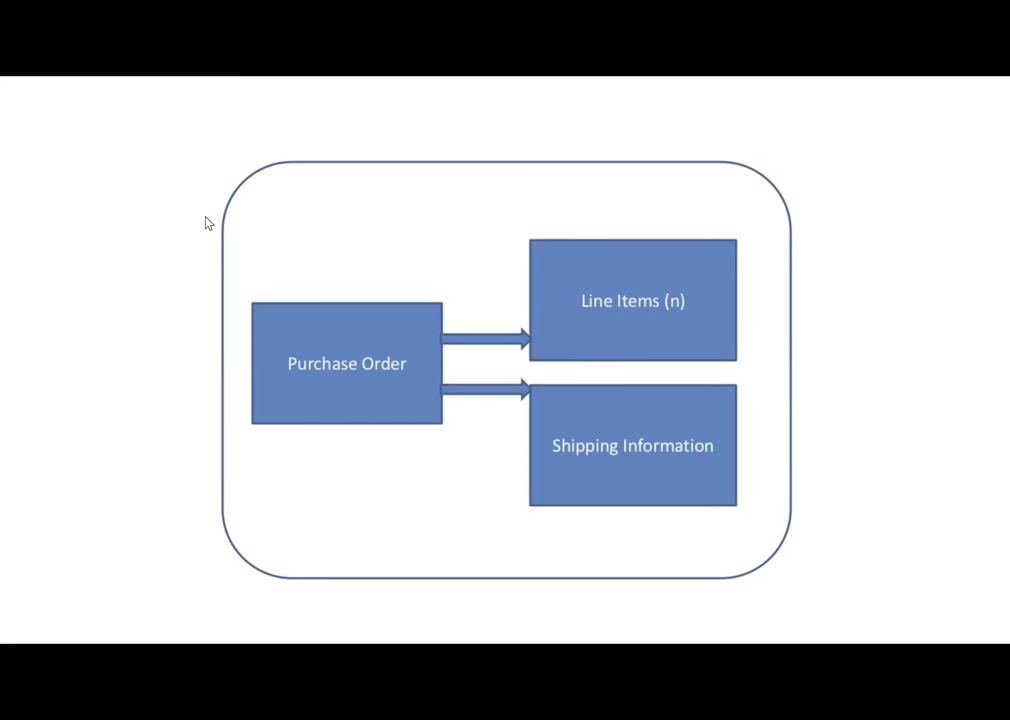 Line Items (n)
Purchase Order
Shipping Information